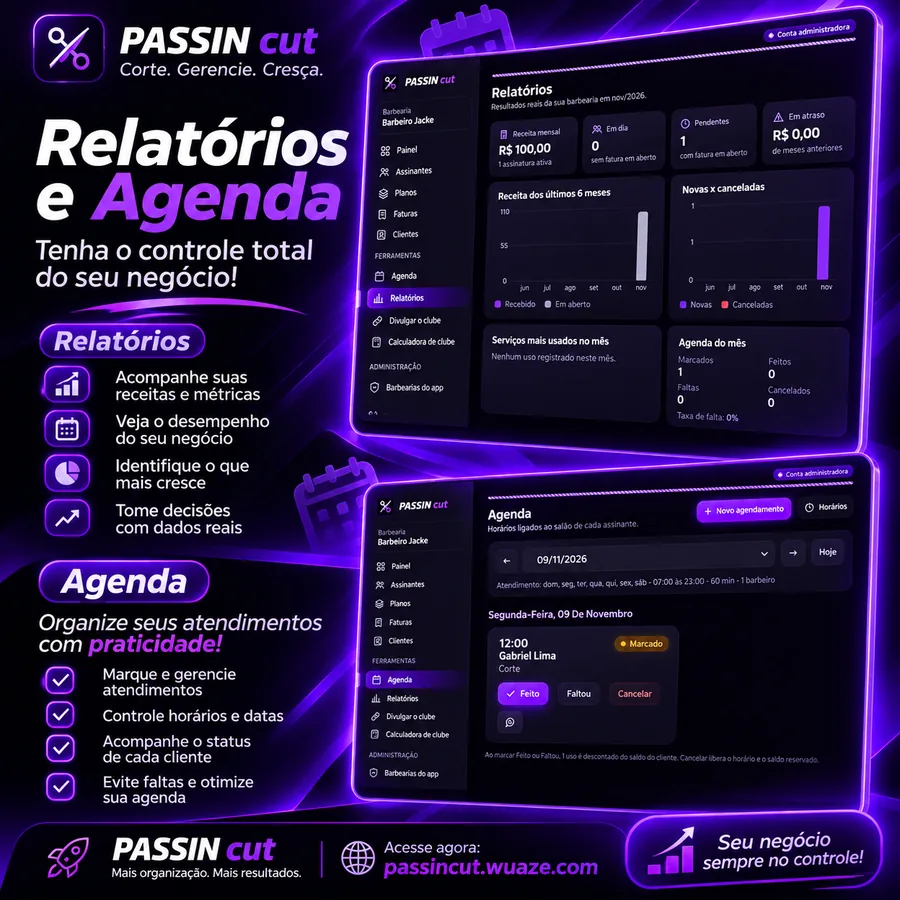 PASSIN cut
Corte. Gerencie. Cresça.
Relatórios
e Agenda
Tenha o controle total
do seu negócio!
Relatórios
Acompanhe suas
receitas e métricas
Veja o desempenho
do seu negócio
Identifique o que
mais cresce
Tome decisões
com dados reais
Agenda
Organize seus atendimentos
com praticidade!
Marque e gerencie
atendimentos
Controle horários e datas
Acompanhe o status
de cada cliente
Evite faltas e otimize
sua agenda
Conta administradora
PASSIN cut
Barbearia
Barbeiro Jacke
Painel
Assinantes
Planos
Faturas
Clientes
FERRAMENTAS
Agenda
Relatórios
Divulgar o clube
Calculadora de clube
ADMINISTRAÇÃO
Barbearias do app
Relatórios
Resultados reais da sua barbearia em nov/2026.
Receita mensal
R$ 100,00
1 assinatura ativa
Em dia
0
sem fatura em aberto
Pendentes
1
com fatura em aberto
Em atraso
R$ 0,00
de meses anteriores
Receita dos últimos 6 meses
110
55
0
jun jul ago set out nov
Recebido Em aberto
Novas x canceladas
1
1
0
jun jul ago set out nov
Novas Canceladas
Serviços mais usados no mês
Nenhum uso registrado neste mês.
Agenda do mês
Marcados Feitos
1 0
Faltas Cancelados
0 0
Taxa de falta: 0%
Conta administradora
PASSIN cut
Barbearia
Barbeiro Jacke
Painel
Assinantes
Planos
Faturas
Clientes
FERRAMENTAS
Agenda
Relatórios
Divulgar o clube
Calculadora de clube
ADMINISTRAÇÃO
Barbearias do app
Agenda
Horários ligados ao salão de cada assinante.
+ Novo agendamento
Horários
← 09/11/2026 → Hoje
Atendimento: dom, seg, ter, qua, qui, sex, sáb - 07:00 às 23:00 - 60 min - 1 barbeiro
Segunda-Feira, 09 De Novembro
12:00 Marcado
Gabriel Lima
Corte
Feito Faltou Cancelar
Ao marcar Feito ou Faltou, 1 uso é descontado do saldo do cliente. Cancelar libera o horário e o saldo reservado.
PASSIN cut
Mais organização. Mais resultados.
Acesse agora:
passincut.wuaze.com
Seu negócio
sempre no controle!